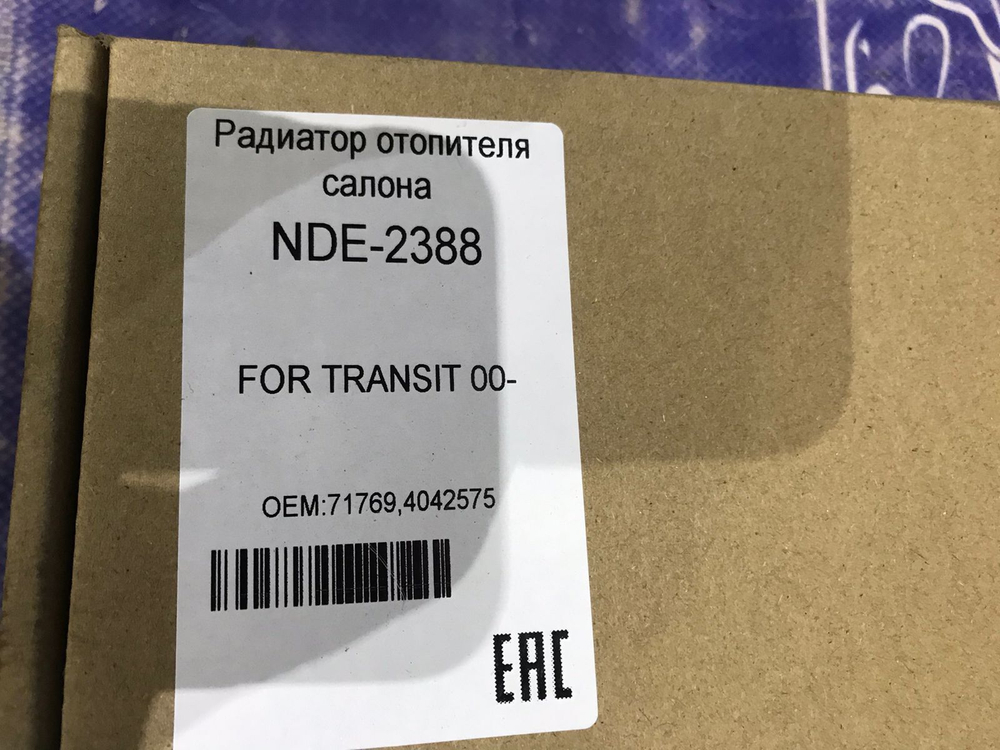 Радиатор отопителя
салона
NDE-2388
FOR TRANSIT 00-
OEM:71769,4042575
EAC